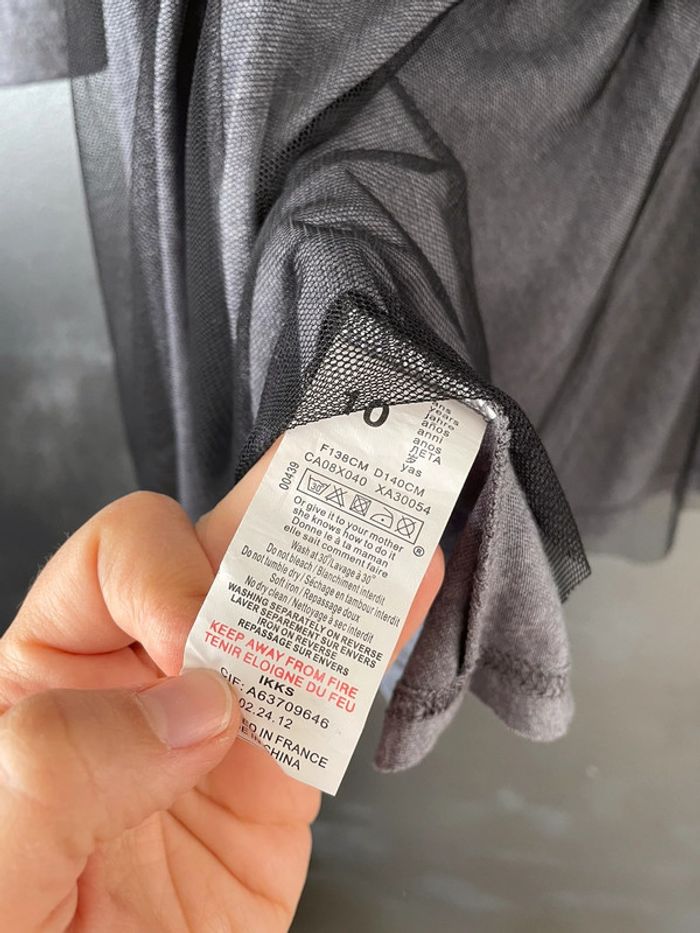 10
ans
years
Jahre
años
anni
anos
ЛЕТА
岁
yas
F138CM D140CM
CA08X040 XA30054
00439
Or give it to your mother
she knows how to do it
Donne le à ta maman
elle sait comment faire
®
Wash at 30°/Lavage à 30°
Do not bleach/Blanchiment interdit
Do not tumble dry/Séchage en tambour interdit
Soft iron/Repassage doux
No dry clean/Nettoyage à sec interdit
WASHING SEPARATELY ON REVERSE
LAVER SEPAREMENT SUR ENVERS
IRON ON REVERSE
REPASSAGE SUR ENVERS
KEEP AWAY FROM FIRE
TENIR ELOIGNE DU FEU
IKKS
CIF: A63709646
02.24.12
IN FRANCE
CHINA